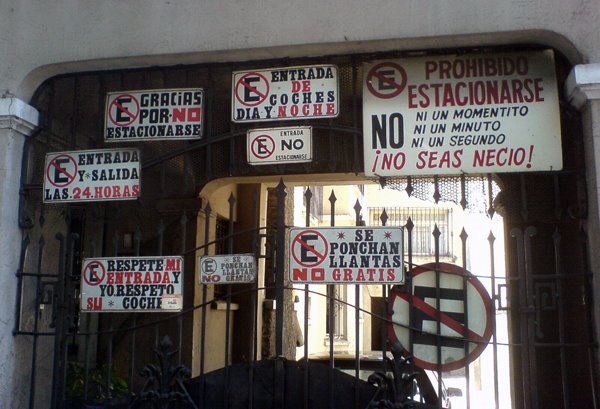 E GRACIAS
POR·NO
ESTACIONARSE
E ENTRADA
DE
COCHES
DIA Y NOCHE
E PROHIBIDO
ESTACIONARSE
NO NI UN MOMENTITO
NI UN MINUTO
NI UN SEGUNDO
¡NO SEAS NECIO!
E ENTRADA
NO
ESTACIONARSE
E ENTRADA
Y * SALIDA
LAS.24.HORAS
E RESPETE MI
ENTRADA Y
YO RESPETO
SU * COCHE
E * SE
PONCHAN
LLANTAS
NO GRATIS
E * SE *
PONCHAN
LLANTAS
NO GRATIS
E